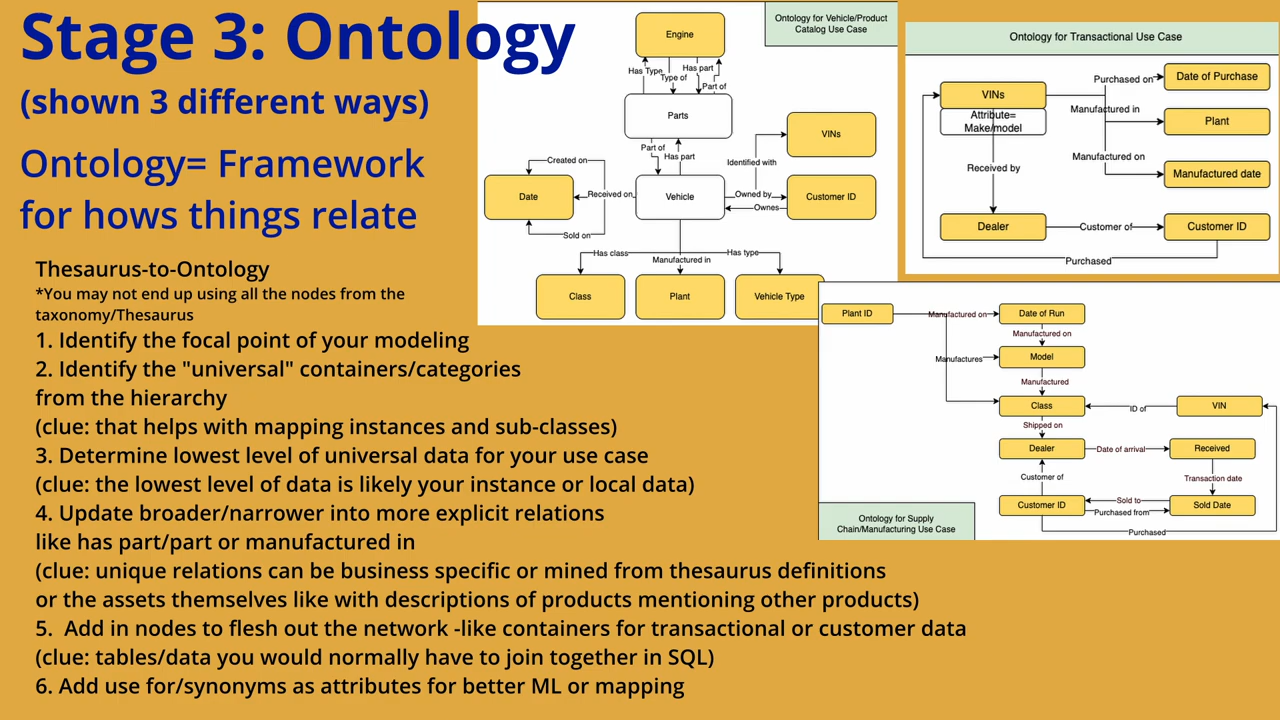 Stage 3: Ontology
(shown 3 different ways)
Ontology= Framework
for hows things relate
Thesaurus-to-Ontology
*You may not end up using all the nodes from the
taxonomy/Thesaurus
1. Identify the focal point of your modeling
2. Identify the "universal" containers/categories
from the hierarchy
(clue: that helps with mapping instances and sub-classes)
3. Determine lowest level of universal data for your use case
(clue: the lowest level of data is likely your instance or local data)
4. Update broader/narrower into more explicit relations
like has part/part or manufactured in
(clue: unique relations can be business specific or mined from thesaurus definitions
or the assets themselves like with descriptions of products mentioning other products)
5.  Add in nodes to flesh out the network -like containers for transactional or customer data
(clue: tables/data you would normally have to join together in SQL)
6. Add use for/synonyms as attributes for better ML or mapping
Ontology for Vehicle/Product
Catalog Use Case
Engine
Has Type
Type of
Has part
Part of
Parts
Part of
Has part
VINs
Identified with
Created on
Date
Received on
Vehicle
Owned by
Ownes
Customer ID
Sold on
Has class
Manufactured in
Has type
Class
Plant
Vehicle Type
Ontology for Transactional Use Case
VINs
Attribute=
Make/model
Purchased on
Date of Purchase
Manufactured in
Plant
Manufactured on
Manufactured date
Received by
Dealer
Customer of
Customer ID
Purchased
Plant ID
Manufactured on
Date of Run
Manufactured on
Manufactures
Model
Manufactured
Class
ID of
VIN
Shipped on
Dealer
Date of arrival
Received
Customer of
Transaction date
Customer ID
Sold to
Purchased from
Sold Date
Purchased
Ontology for Supply
Chain/Manufacturing Use Case